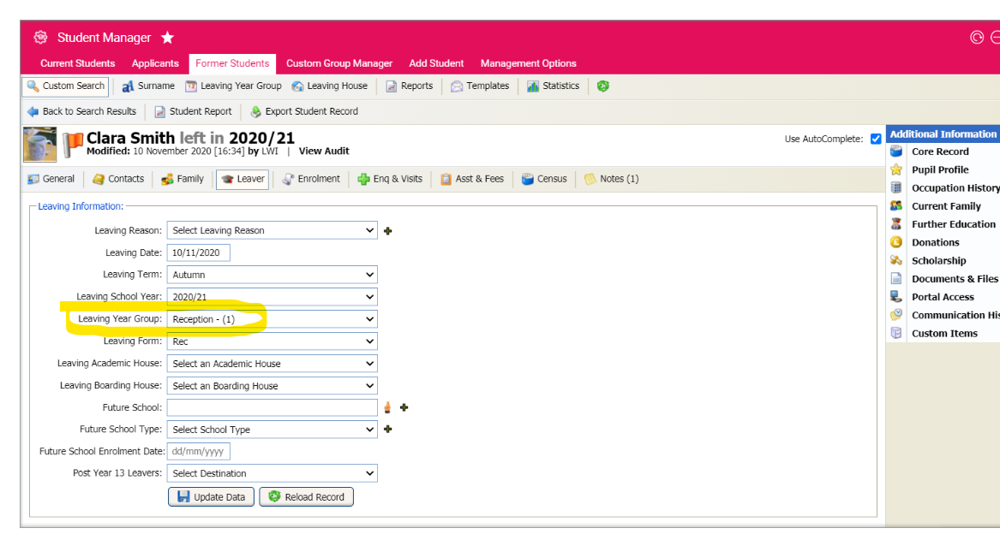 Student Manager
Current Students Applicants Former Students Custom Group Manager Add Student Management Options
Custom Search Surname Leaving Year Group Leaving House Reports Templates Statistics
Back to Search Results Student Report Export Student Record
Clara Smith left in 2020/21
Modified: 10 November 2020 [16:34] by LWI | View Audit
Use AutoComplete:
General Contacts Family Leaver Enrolment Enq & Visits Asst & Fees Census Notes (1)
Leaving Information:
Leaving Reason: Select Leaving Reason
Leaving Date: 10/11/2020
Leaving Term: Autumn
Leaving School Year: 2020/21
Leaving Year Group: Reception - (1)
Leaving Form: Rec
Leaving Academic House: Select an Academic House
Leaving Boarding House: Select an Boarding House
Future School:
Future School Type: Select School Type
Future School Enrolment Date: dd/mm/yyyy
Post Year 13 Leavers: Select Destination
Update Data Reload Record
Additional Information
Core Record
Pupil Profile
Occupation History
Current Family
Further Education
Donations
Scholarship
Documents & Files
Portal Access
Communication His
Custom Items